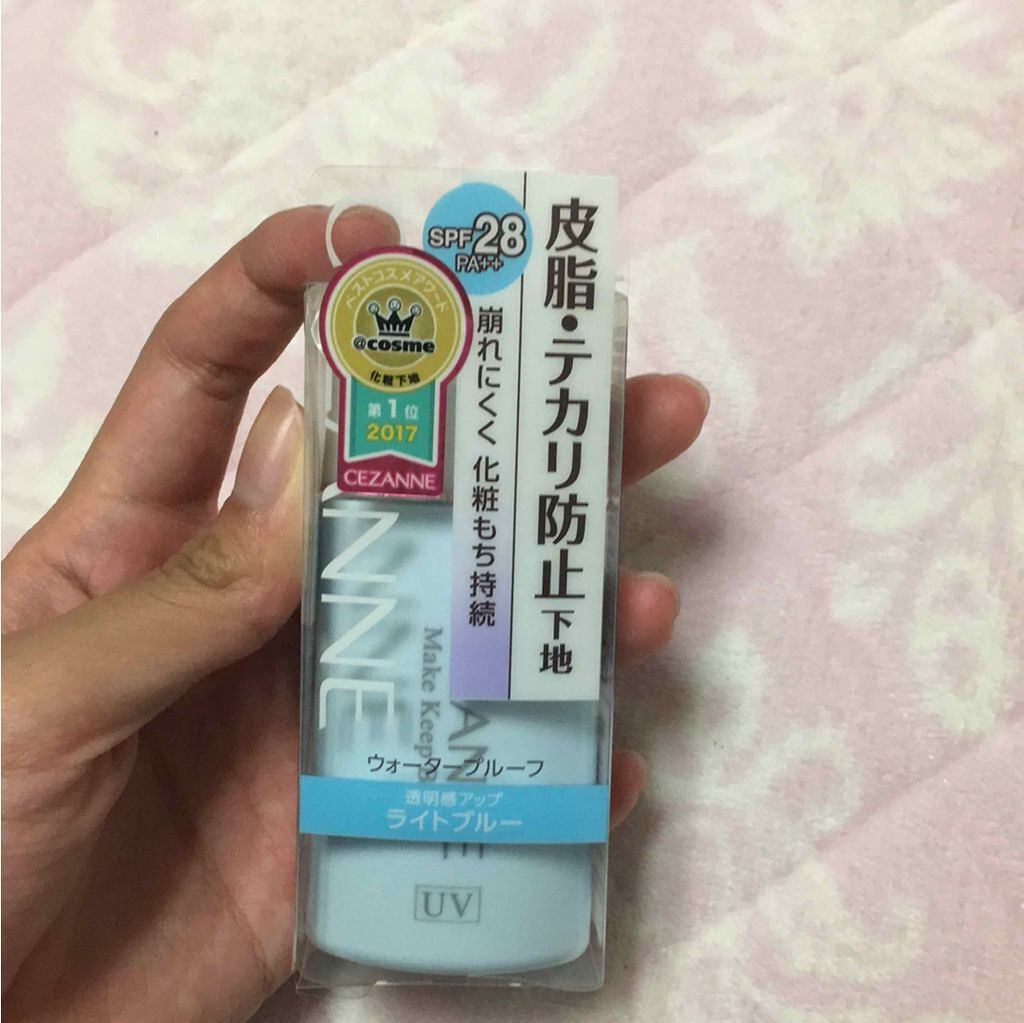 皮脂・テカリ防止下地
崩れにくく 化粧もち持続
SPF28
PA++
ベストコスメアワード
@cosme
化粧下地
第1位
2017
CEZANNE
NNE
Make Keep
ウォータープルーフ
透明感アップ
ライトブルー
UV